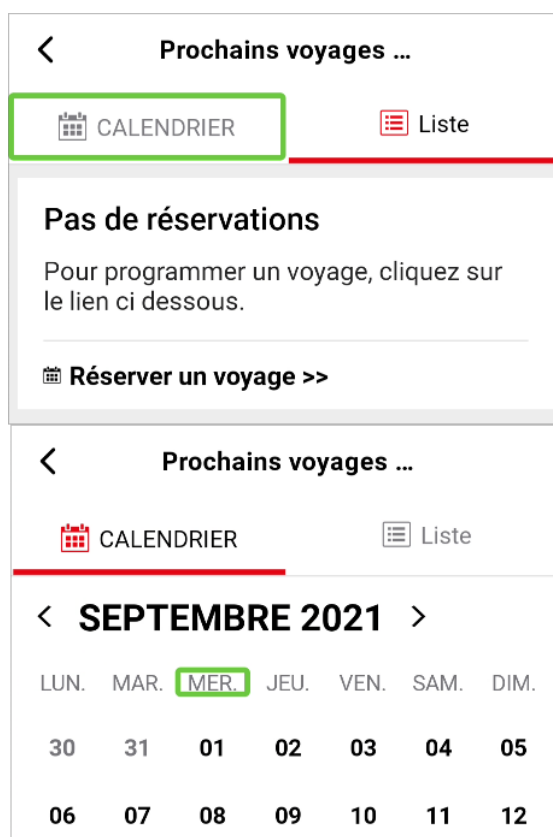 Prochains voyages ...
CALENDRIER Liste
Pas de réservations
Pour programmer un voyage, cliquez sur
le lien ci dessous.
Réserver un voyage >>
Prochains voyages ...
CALENDRIER Liste
< SEPTEMBRE 2021 >
LUN. MAR. MER. JEU. VEN. SAM. DIM.
30 31 01 02 03 04 05
06 07 08 09 10 11 12